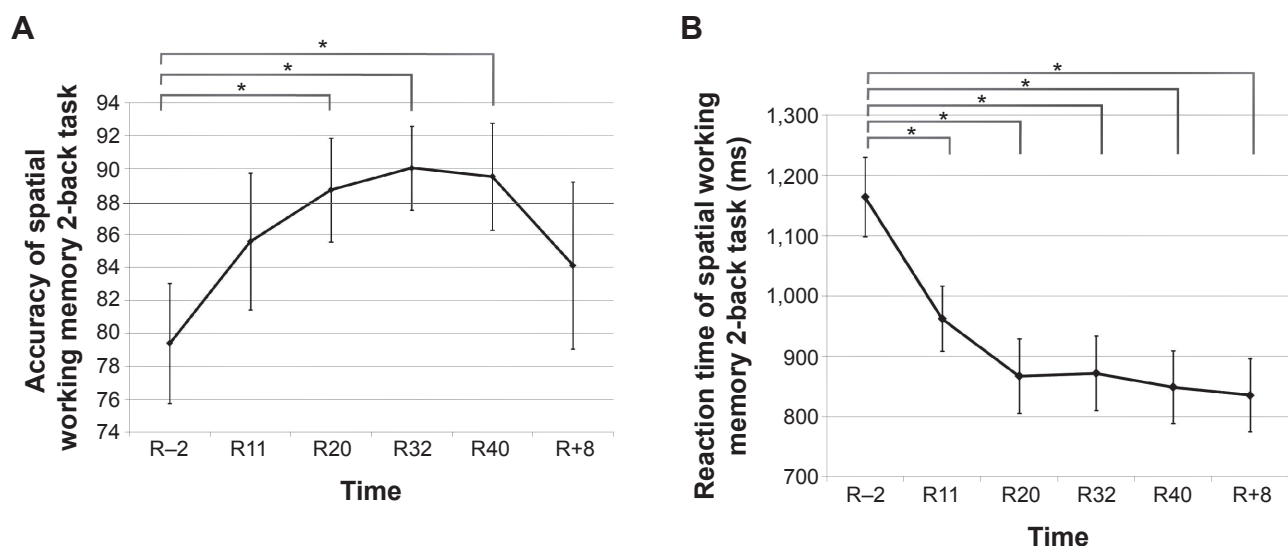 A
Accuracy of spatial
working memory 2-back task
*
*
*
94
92
90
88
86
84
82
80
78
76
74
R–2 R11 R20 R32 R40 R+8
Time
B
Reaction time of spatial working
memory 2-back task (ms)
*
*
*
*
*
1,300
1,200
1,100
1,000
900
800
700
R–2 R11 R20 R32 R40 R+8
Time